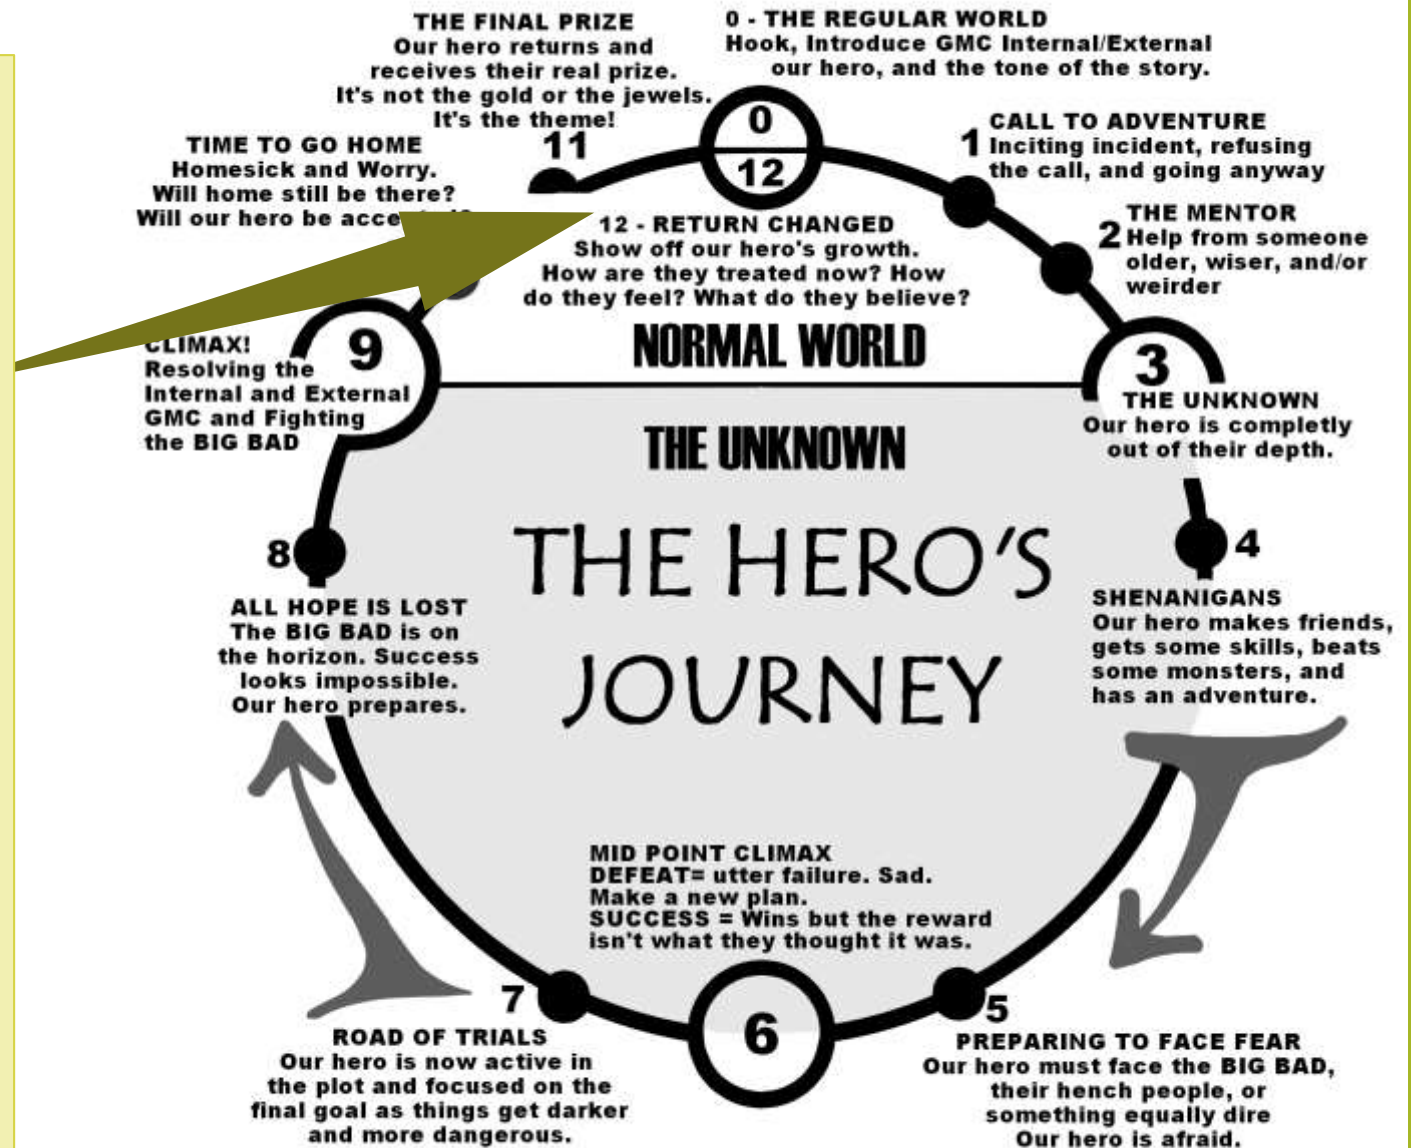 THE FINAL PRIZE
Our hero returns and
receives their real prize.
It's not the gold or the jewels.
It's the theme!
11
0 - THE REGULAR WORLD
Hook, Introduce GMC Internal/External
our hero, and the tone of the story.
0
12
1
CALL TO ADVENTURE
Inciting incident, refusing
the call, and going anyway
TIME TO GO HOME
Homesick and Worry.
Will home still be there?
Will our hero be
2
THE MENTOR
Help from someone
older, wiser, and/or
weirder
12 - RETURN CHANGED
Show off our hero's growth.
How are they treated now? How
do they feel? What do they believe?
NORMAL WORLD
9
CLIMAX!
Resolving the
Internal and External
GMC and Fighting
the BIG BAD
3
THE UNKNOWN
Our hero is completly
out of their depth.
THE UNKNOWN
THE HERO'S
JOURNEY
8
ALL HOPE IS LOST
The BIG BAD is on
the horizon. Success
looks impossible.
Our hero prepares.
4
SHENANIGANS
Our hero makes friends,
gets some skills, beats
some monsters, and
has an adventure.
MID POINT CLIMAX
DEFEAT= utter failure. Sad.
Make a new plan.
SUCCESS = Wins but the reward
isn't what they thought it was.
7
ROAD OF TRIALS
Our hero is now active in
the plot and focused on the
final goal as things get darker
and more dangerous.
6
5
PREPARING TO FACE FEAR
Our hero must face the BIG BAD,
their hench people, or
something equally dire
Our hero is afraid.